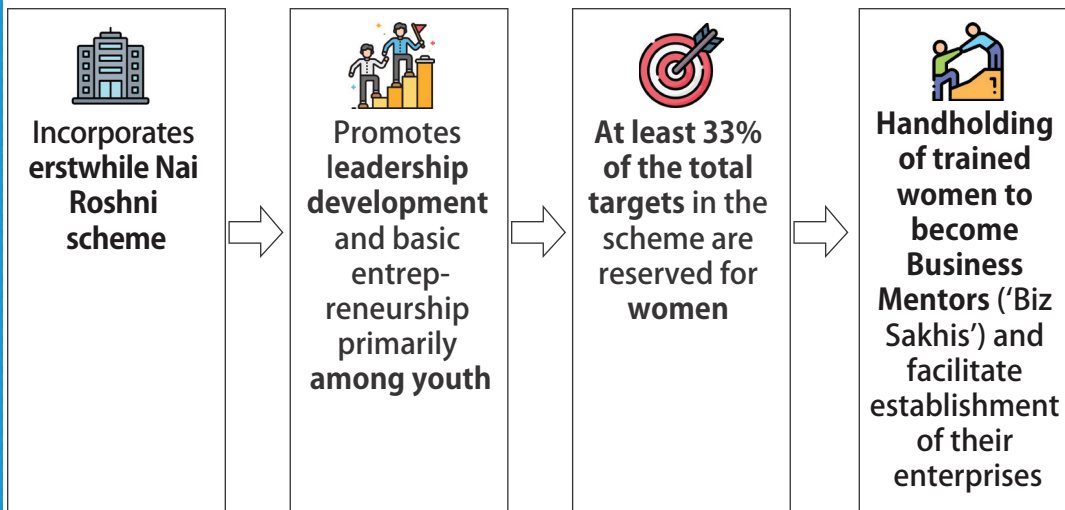 Incorporates
erstwhile Nai
Roshni
scheme
Promotes
leadership
development
and basic
entrep-
reneurship
primarily
among youth
At least 33%
of the total
targets in the
scheme are
reserved for
women
Handholding
of trained
women to
become
Business
Mentors (‘Biz
Sakhis’) and
facilitate
establishment
of their
enterprises